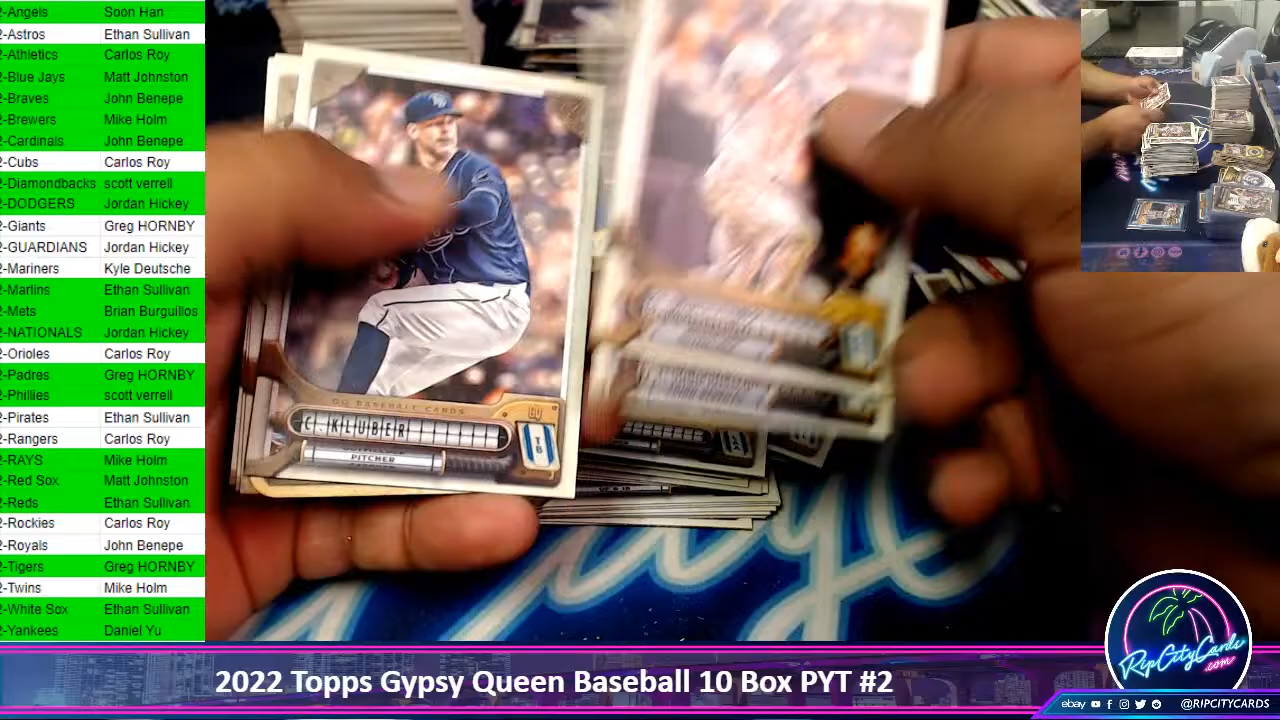 2-Angels Soon Han
2-Astros Ethan Sullivan
2-Athletics Carlos Roy
2-Blue Jays Matt Johnston
2-Braves John Benepe
2-Brewers Mike Holm
2-Cardinals John Benepe
2-Cubs Carlos Roy
2-Diamondbacks scott verrell
2-DODGERS Jordan Hickey
2-Giants Greg HORNBY
2-GUARDIANS Jordan Hickey
2-Mariners Kyle Deutsche
2-Marlins Ethan Sullivan
2-Mets Brian Burguillos
2-NATIONALS Jordan Hickey
2-Orioles Carlos Roy
2-Padres Greg HORNBY
2-Phillies scott verrell
2-Pirates Ethan Sullivan
2-Rangers Carlos Roy
2-RAYS Mike Holm
2-Red Sox Matt Johnston
2-Reds Ethan Sullivan
2-Rockies Carlos Roy
2-Royals John Benepe
2-Tigers Greg HORNBY
2-Twins Mike Holm
2-White Sox Ethan Sullivan
2-Yankees Daniel Yu
GQ BASEBALL CARDS
C. KLUBER
PITCHER
TB
2022 Topps Gypsy Queen Baseball 10 Box PYT #2
RipCityCards
.com
ebay @RIPCITYCARDS